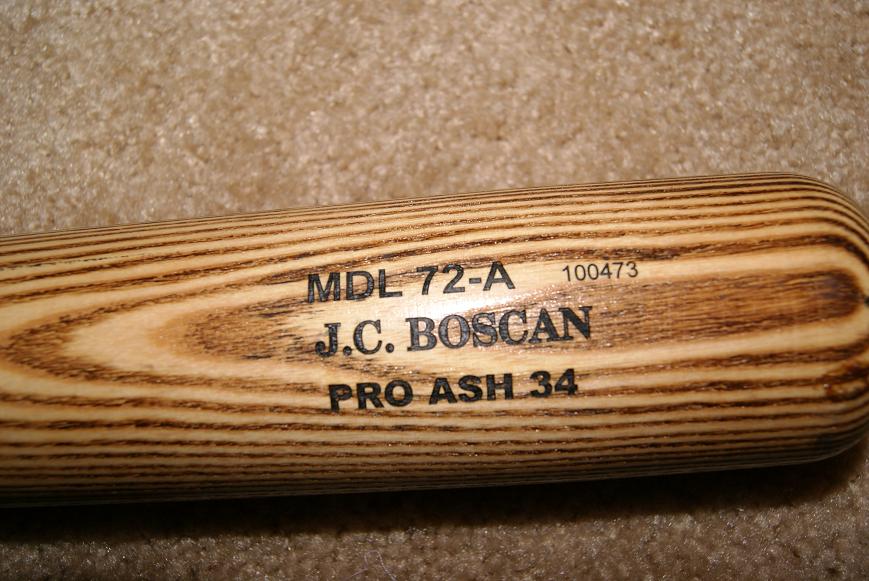 MDL 72-A 100473
J.C. BOSCAN
PRO ASH 34